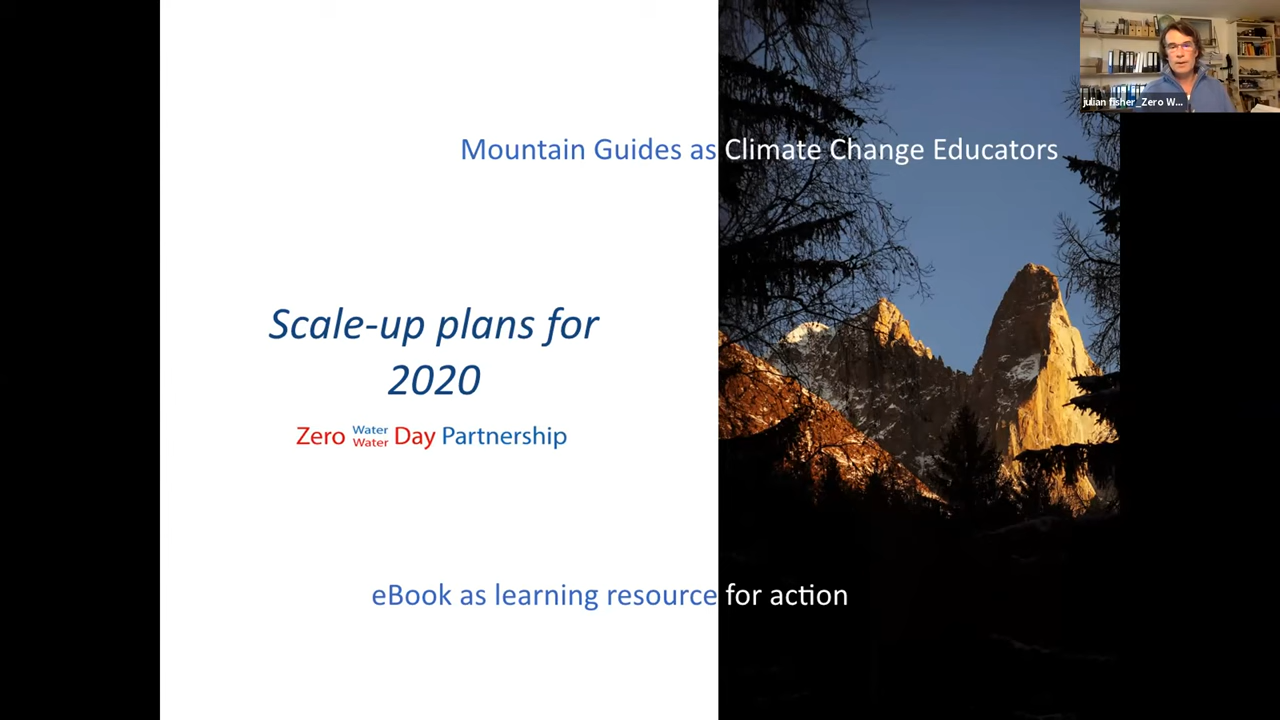 julian fisher_Zero W...
Mountain Guides as Climate Change Educators
Scale-up plans for
2020
Zero Water Water Day Partnership
eBook as learning resource for action